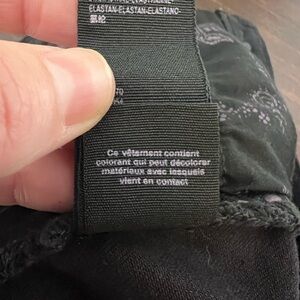 ELASTAN-ELASTAN-ELASTANO-
Ce vêtement contient
colorant qui peut décolorer
matériaux avec lesquels
vient en contact